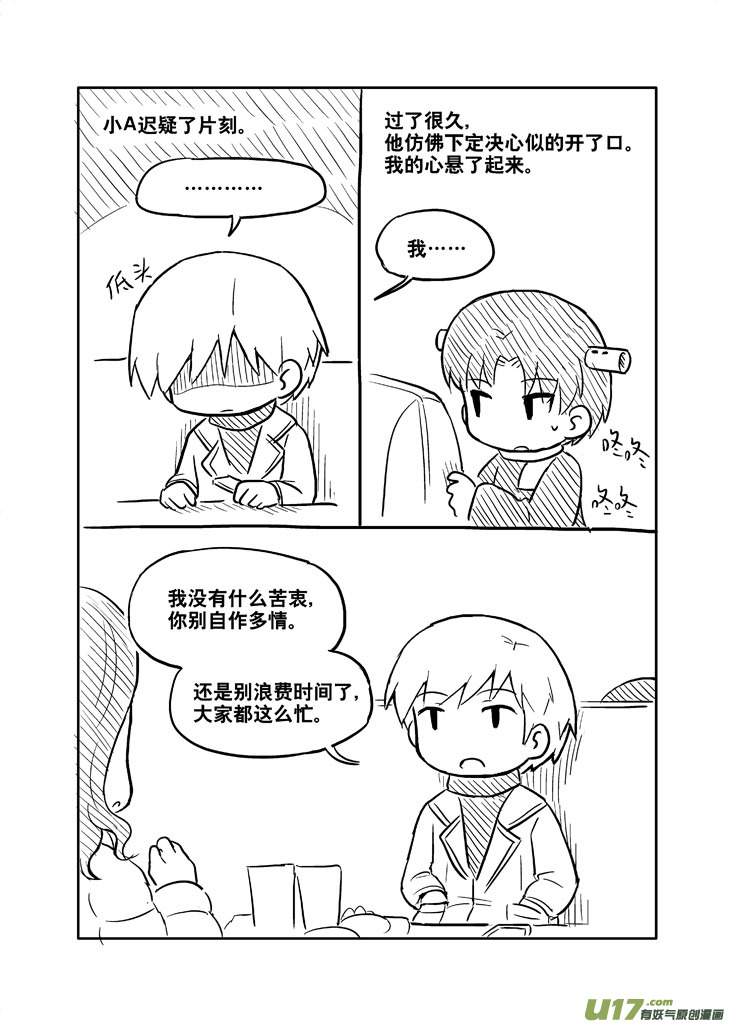 小A迟疑了片刻。
…………
低头
过了很久，
他仿佛下定决心似的开了口。
我的心悬了起来。
我……
咚咚
咚咚
我没有什么苦衷，
你别自作多情。
还是别浪费时间了，
大家都这么忙。
U17.com
有妖气原创漫画